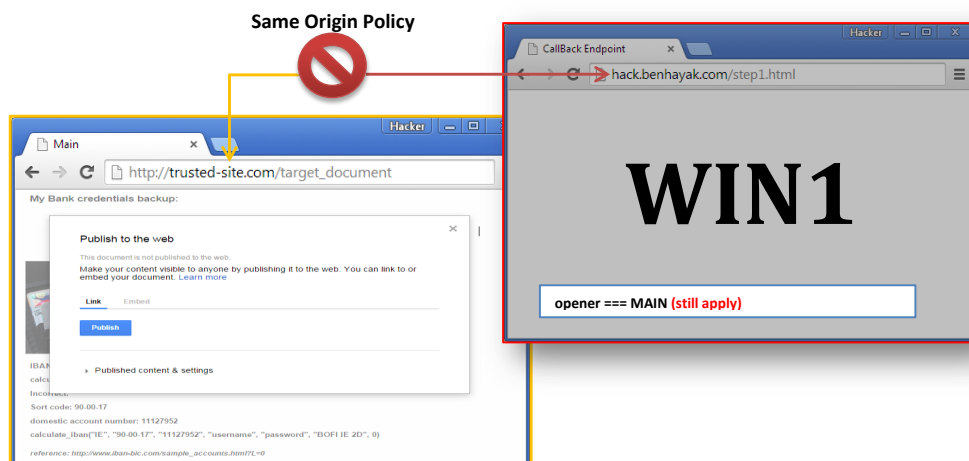 Same Origin Policy
Hacker
CallBack Endpoint
hack.benhayak.com/step1.html
WIN1
opener === MAIN (still apply)
Hacker
Main
http://trusted-site.com/target_document
My Bank credentials backup:
Publish to the web
This document is not published to the web.
Make your content visible to anyone by publishing it to the web. You can link to or
embed your document. Learn more
Link Embed
Publish
Published content & settings
IBAN
calcu
Incorrect:
Sort code: 90-00-17
domestic account number: 11127952
calculate_iban("IE", "90-00-17", "11127952", "username", "password", "BOFI IE 2D", 0)
reference: http://www.iban-bic.com/sample_accounts.html?L=0